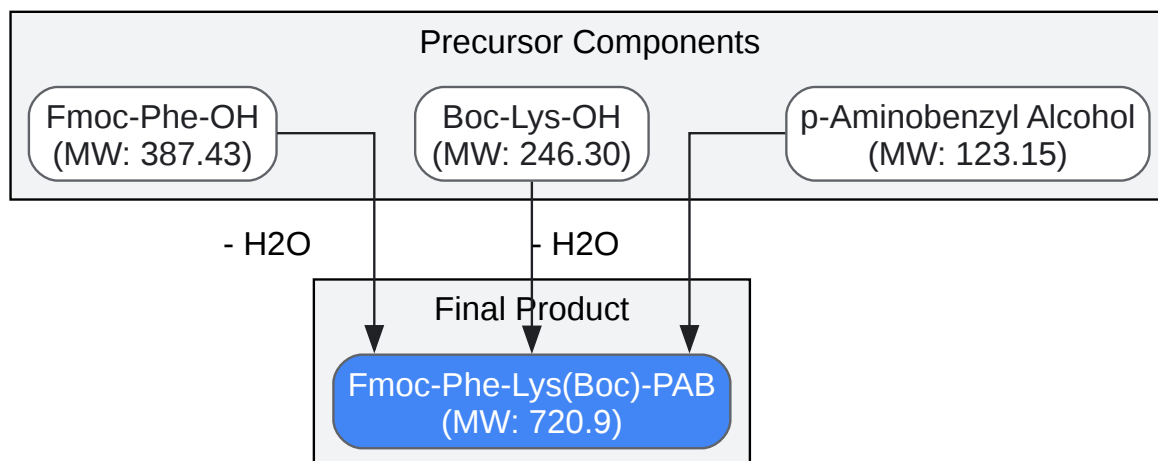 Precursor Components
Fmoc-Phe-OH
(MW: 387.43)
Boc-Lys-OH
(MW: 246.30)
p-Aminobenzyl Alcohol
(MW: 123.15)
- H2O
- H2O
Final Product
Fmoc-Phe-Lys(Boc)-PAB
(MW: 720.9)